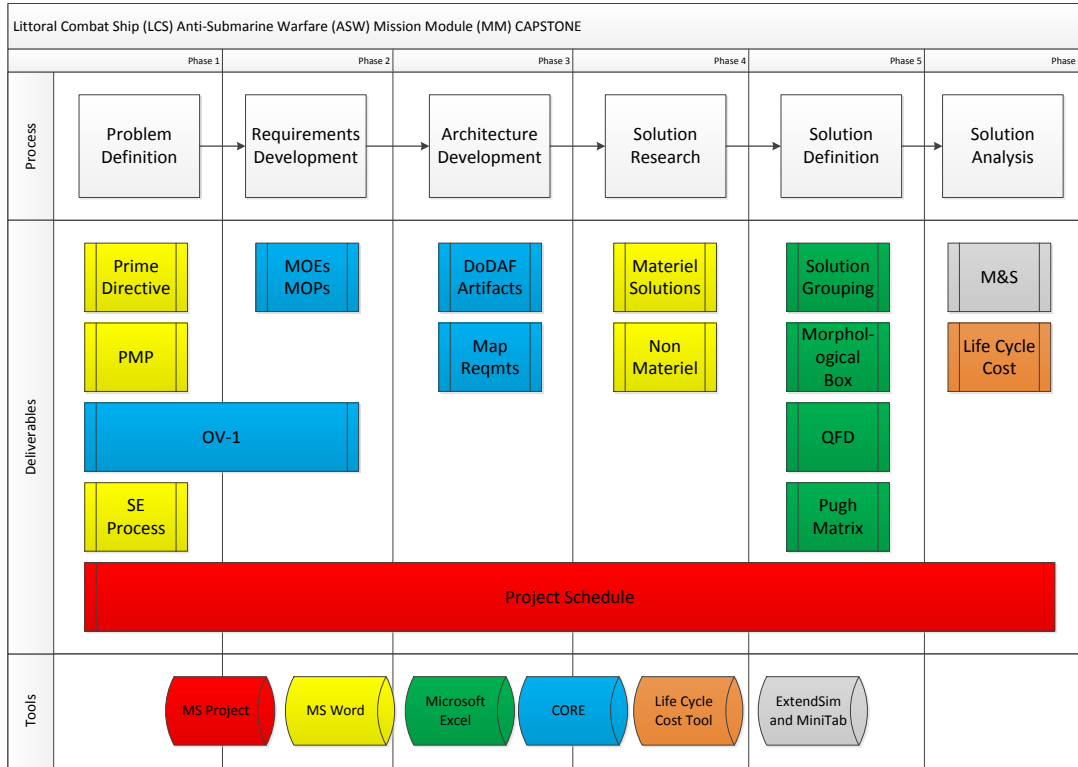 Littoral Combat Ship (LCS) Anti-Submarine Warfare (ASW) Mission Module (MM) CAPSTONE
Phase 1
Phase 2
Phase 3
Phase 4
Phase 5
Phase
Process
Problem
Definition
Requirements
Development
Architecture
Development
Solution
Research
Solution
Definition
Solution
Analysis
Deliverables
Prime
Directive
MOEs
MOPs
DoDAF
Artifacts
Materiel
Solutions
Solution
Grouping
M&S
PMP
Map
Reqmts
Non
Materiel
Morphol-
ogical
Box
Life Cycle
Cost
OV-1
QFD
SE
Process
Pugh
Matrix
Project Schedule
Tools
MS Project
MS Word
Microsoft
Excel
CORE
Life Cycle
Cost Tool
ExtendSim
and MiniTab